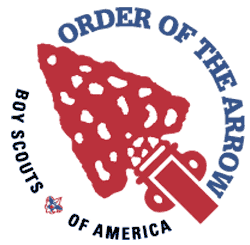 ORDER OF THE ARROW
BOY SCOUTS OF AMERICA